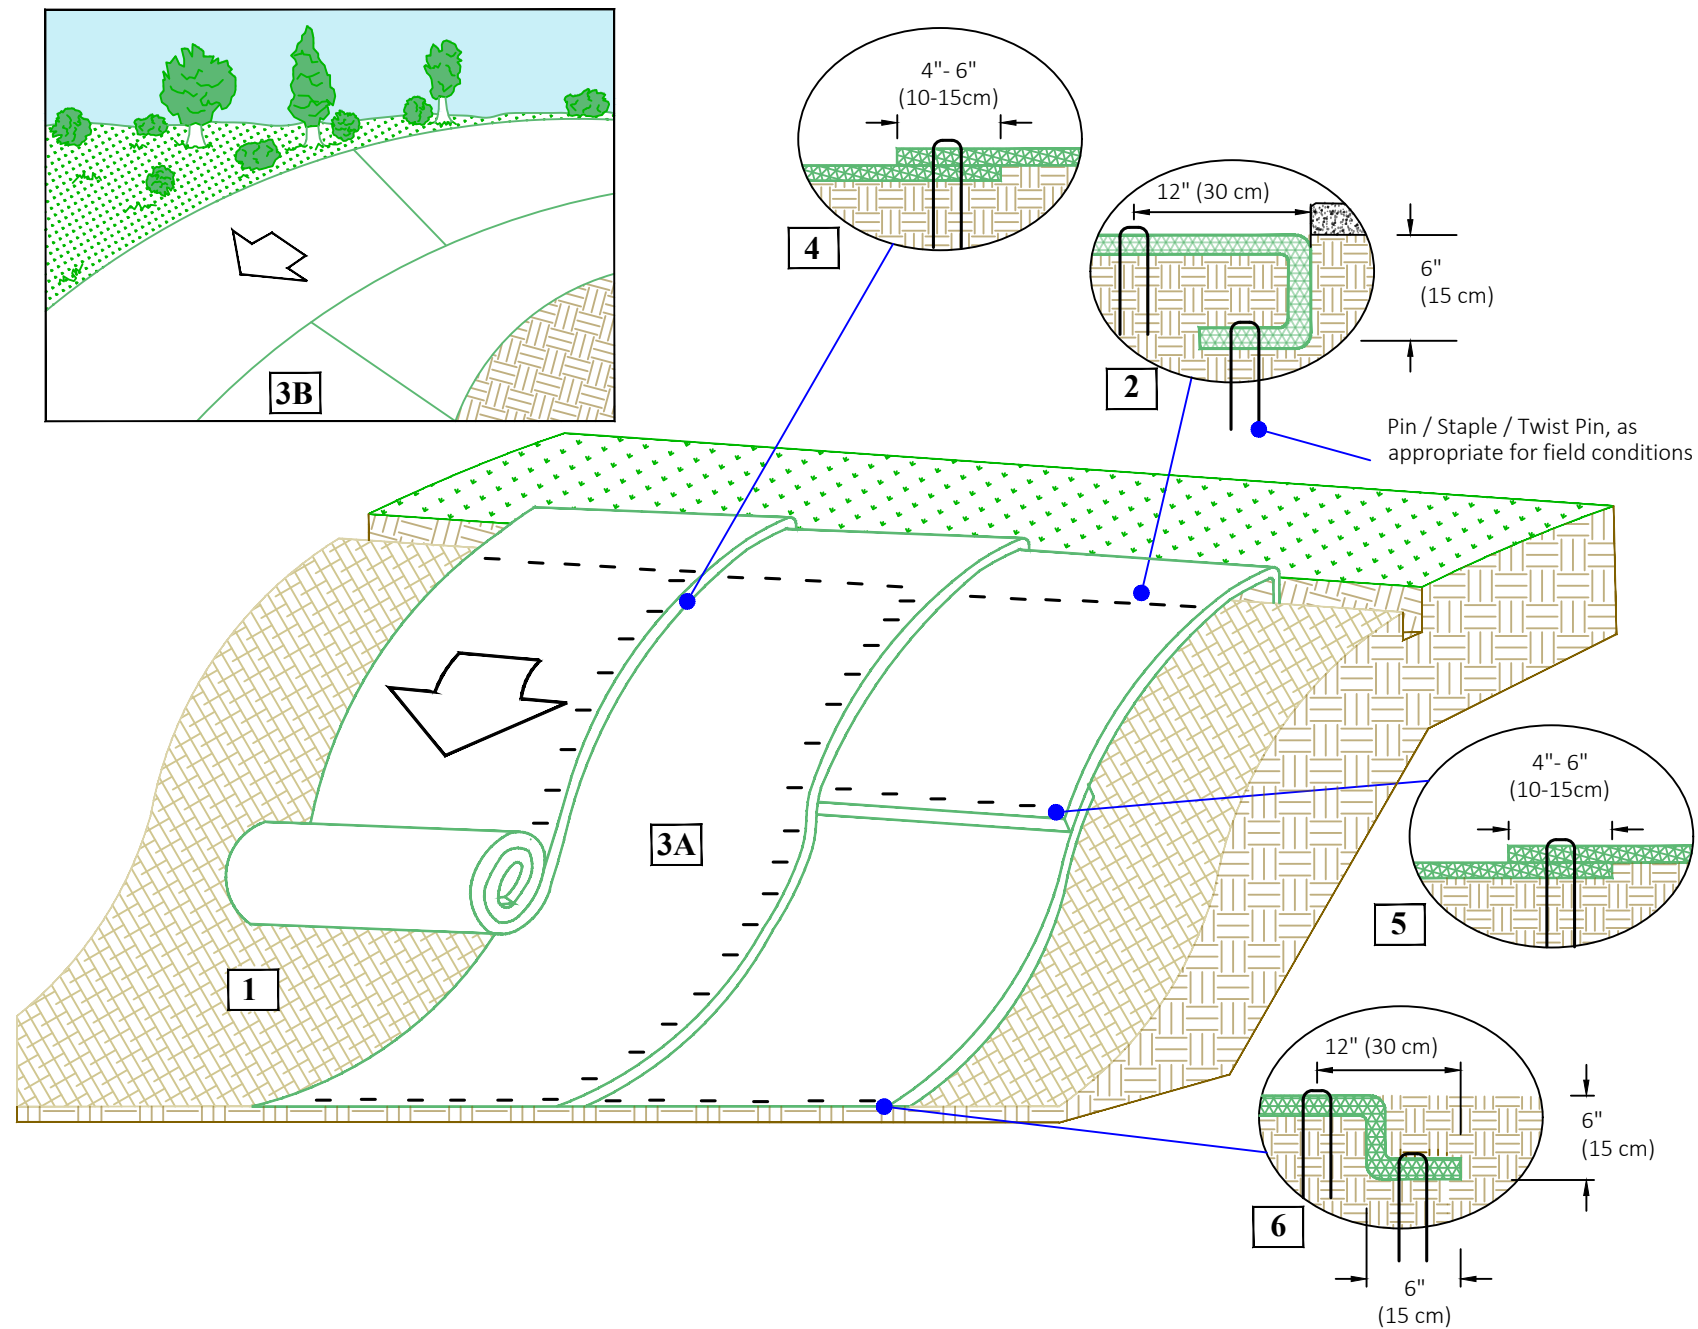 3B
4"- 6"
(10-15cm)
4
12" (30 cm)
6"
(15 cm)
2
Pin / Staple / Twist Pin, as
appropriate for field conditions
3A
1
4"- 6"
(10-15cm)
5
12" (30 cm)
6"
(15 cm)
6
6"
(15 cm)